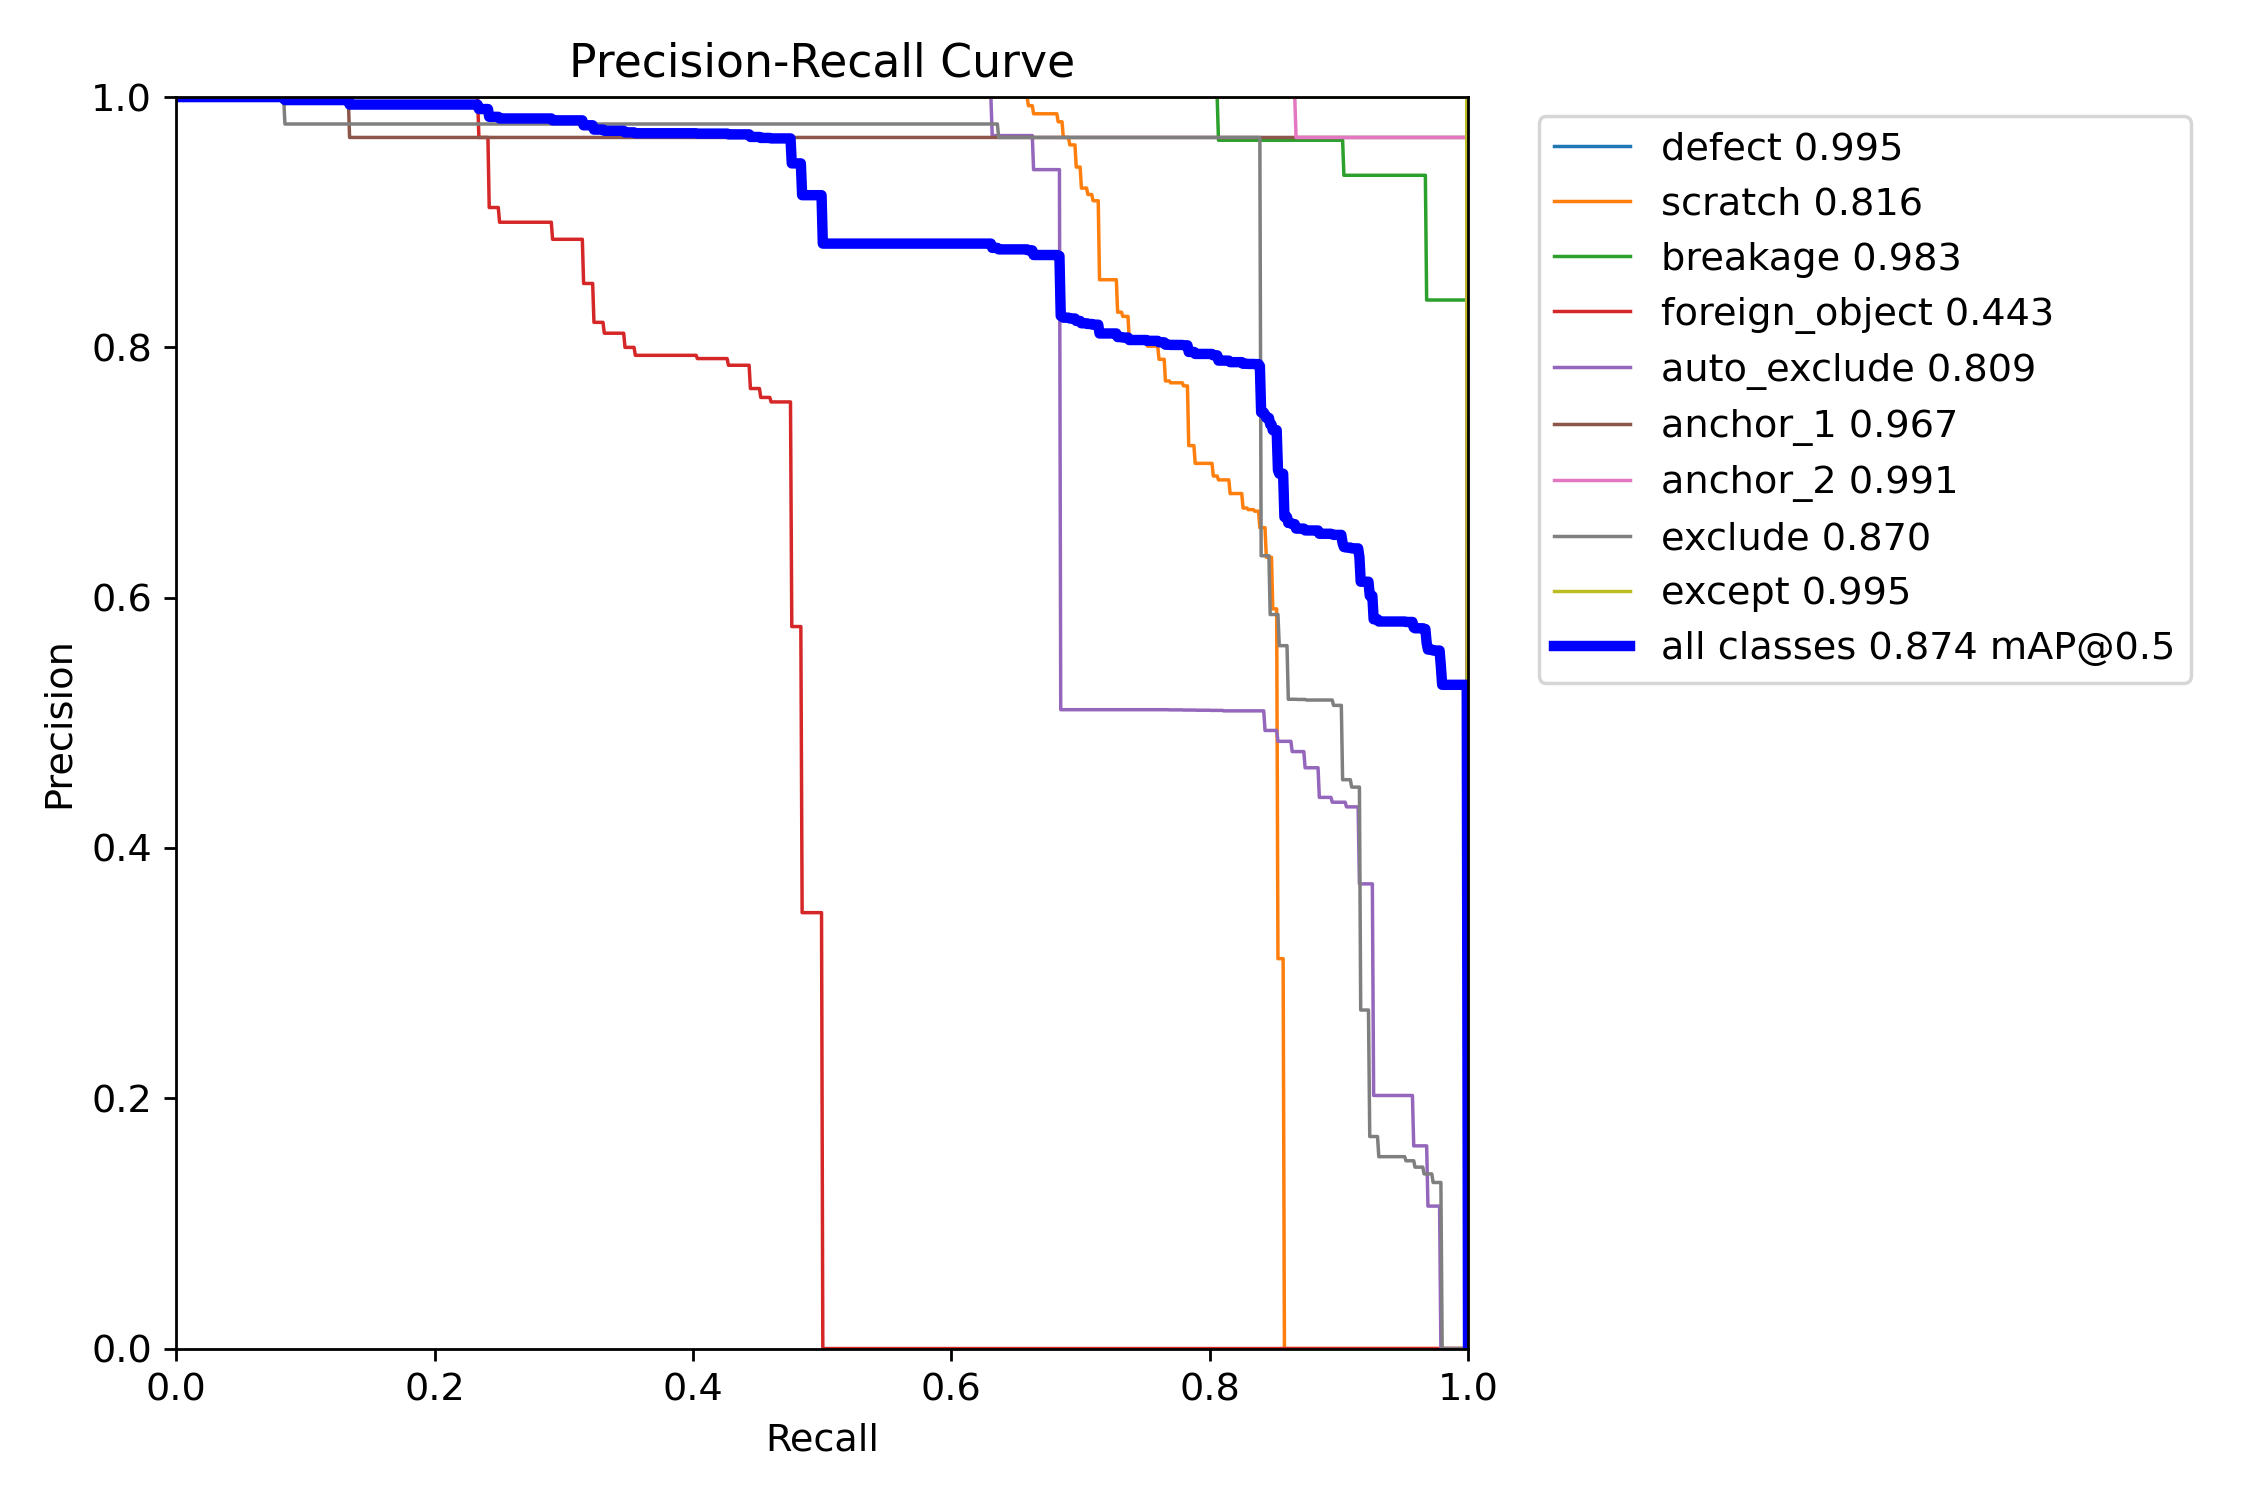 Precision-Recall Curve
1.0
0.8
0.6
0.4
0.2
0.0
Precision
0.0 0.2 0.4 0.6 0.8 1.0
Recall
defect 0.995
scratch 0.816
breakage 0.983
foreign_object 0.443
auto_exclude 0.809
anchor_1 0.967
anchor_2 0.991
exclude 0.870
except 0.995
all classes 0.874 mAP@0.5